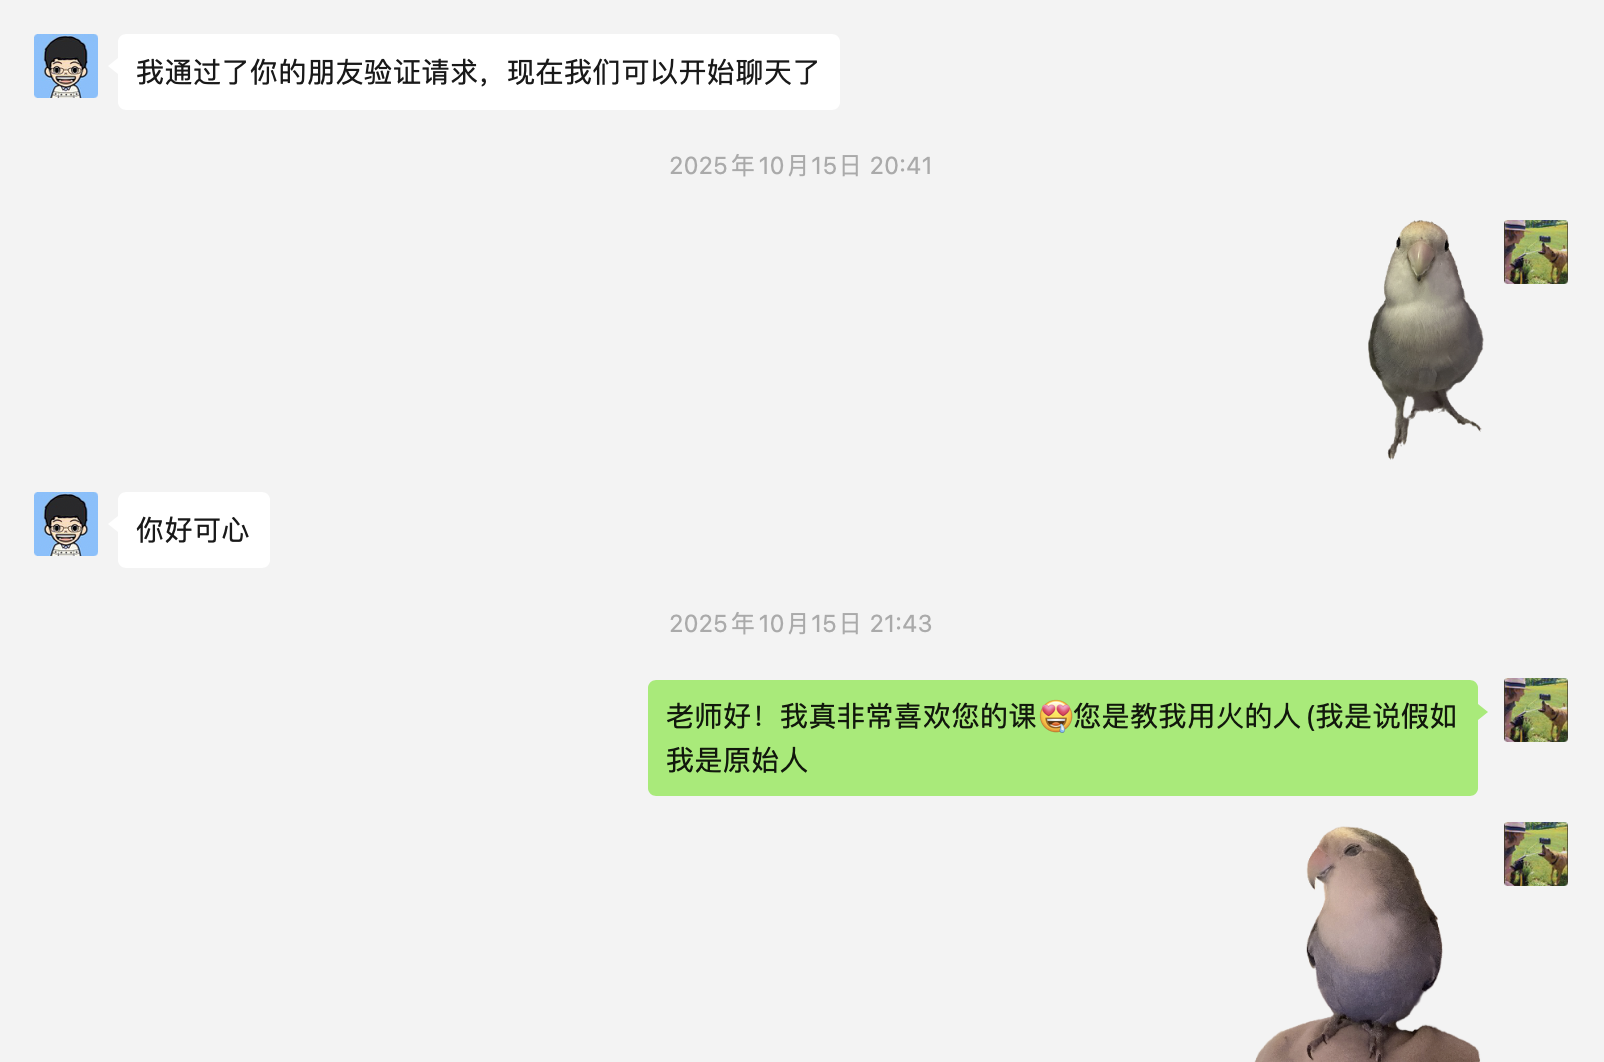 我通过了你的朋友验证请求，现在我们可以开始聊天了
2025年10月15日 20:41
你好可心
2025年10月15日 21:43
老师好！我真非常喜欢您的课🤤您是教我用火的人(我是说假如
我是原始人